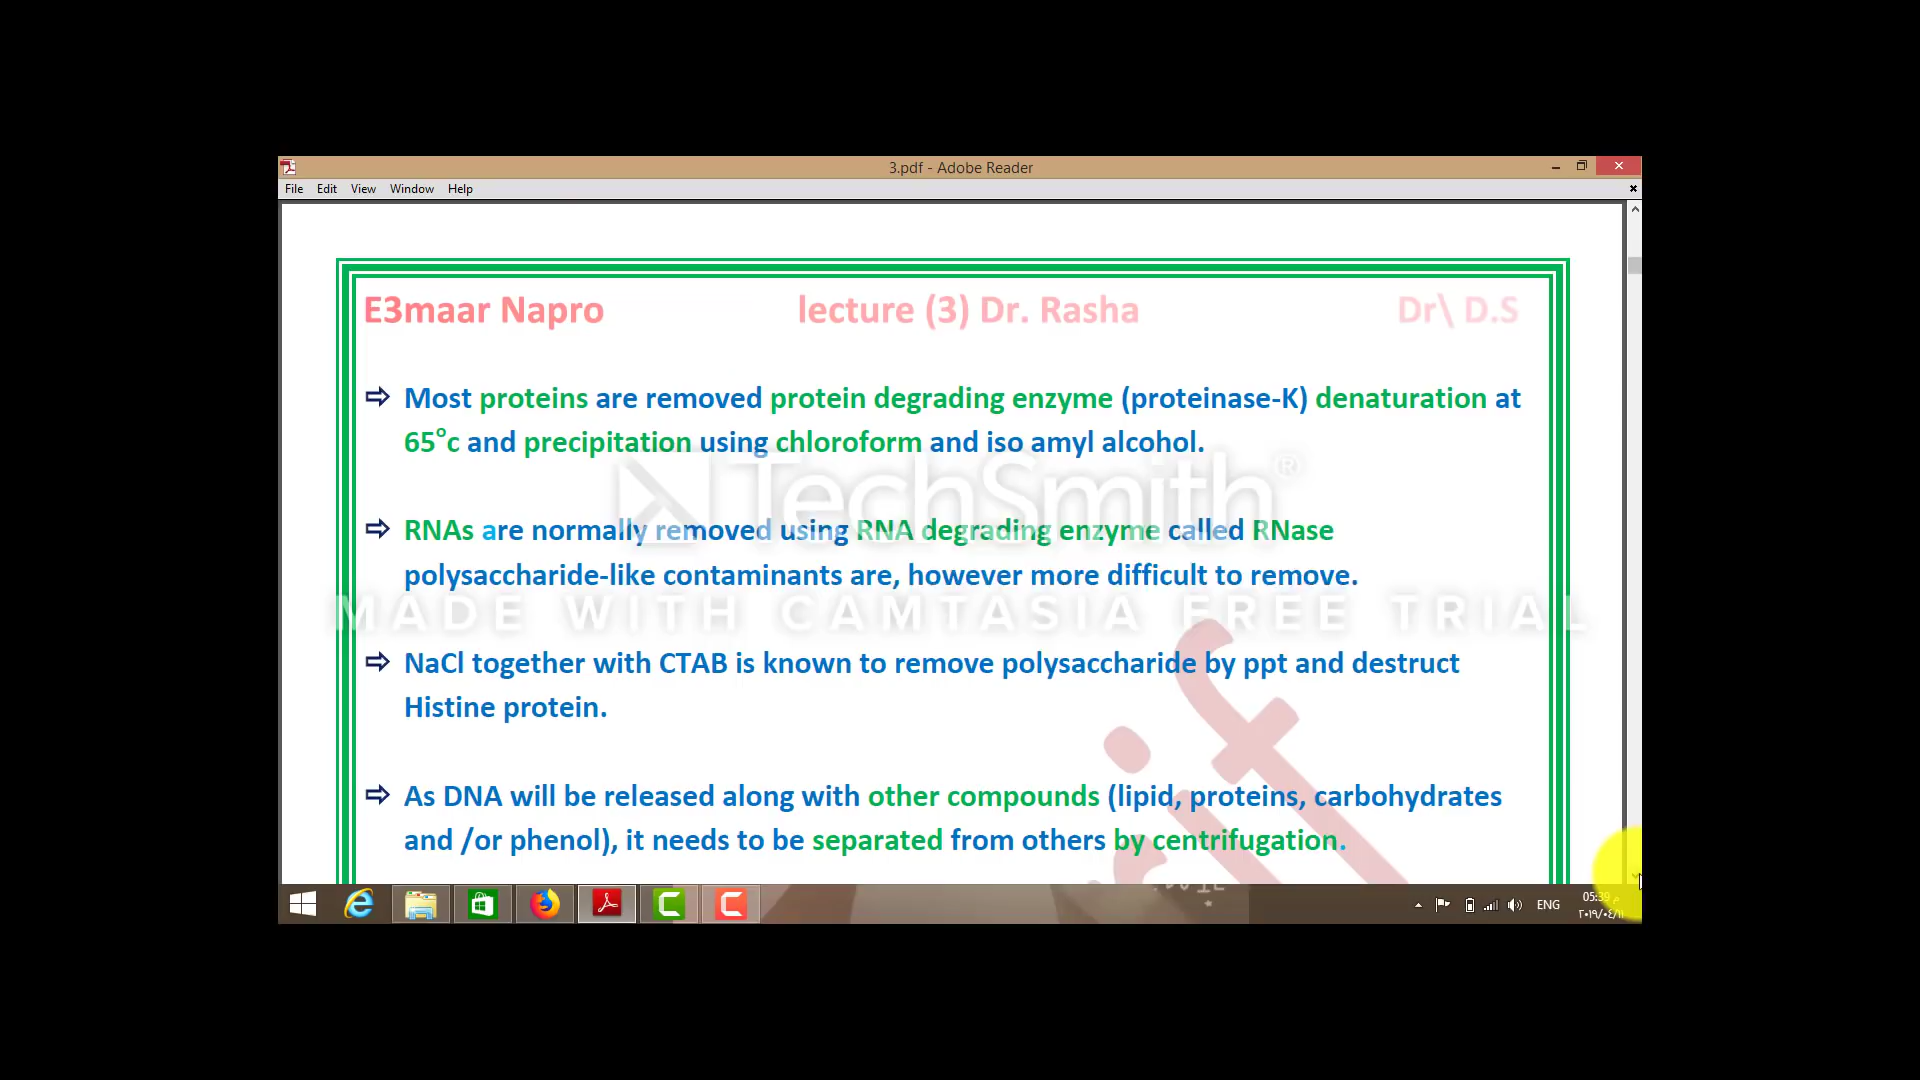 3.pdf - Adobe Reader
File Edit View Window Help
E3maar Napro lecture (3) Dr. Rasha Dr\ D.S
⇨ Most proteins are removed protein degrading enzyme (proteinase-K) denaturation at
65°c and precipitation using chloroform and iso amyl alcohol.
TechSmith®
⇨ RNAs are normally removed using RNA degrading enzyme called RNase
polysaccharide-like contaminants are, however more difficult to remove.
MADE WITH CAMTASIA FREE TRIAL
⇨ NaCl together with CTAB is known to remove polysaccharide by ppt and destruct
Histine protein.
⇨ As DNA will be released along with other compounds (lipid, proteins, carbohydrates
and /or phenol), it needs to be separated from others by centrifugation.
ENG
05:39 م
٢٠١٩/٠٤/١١